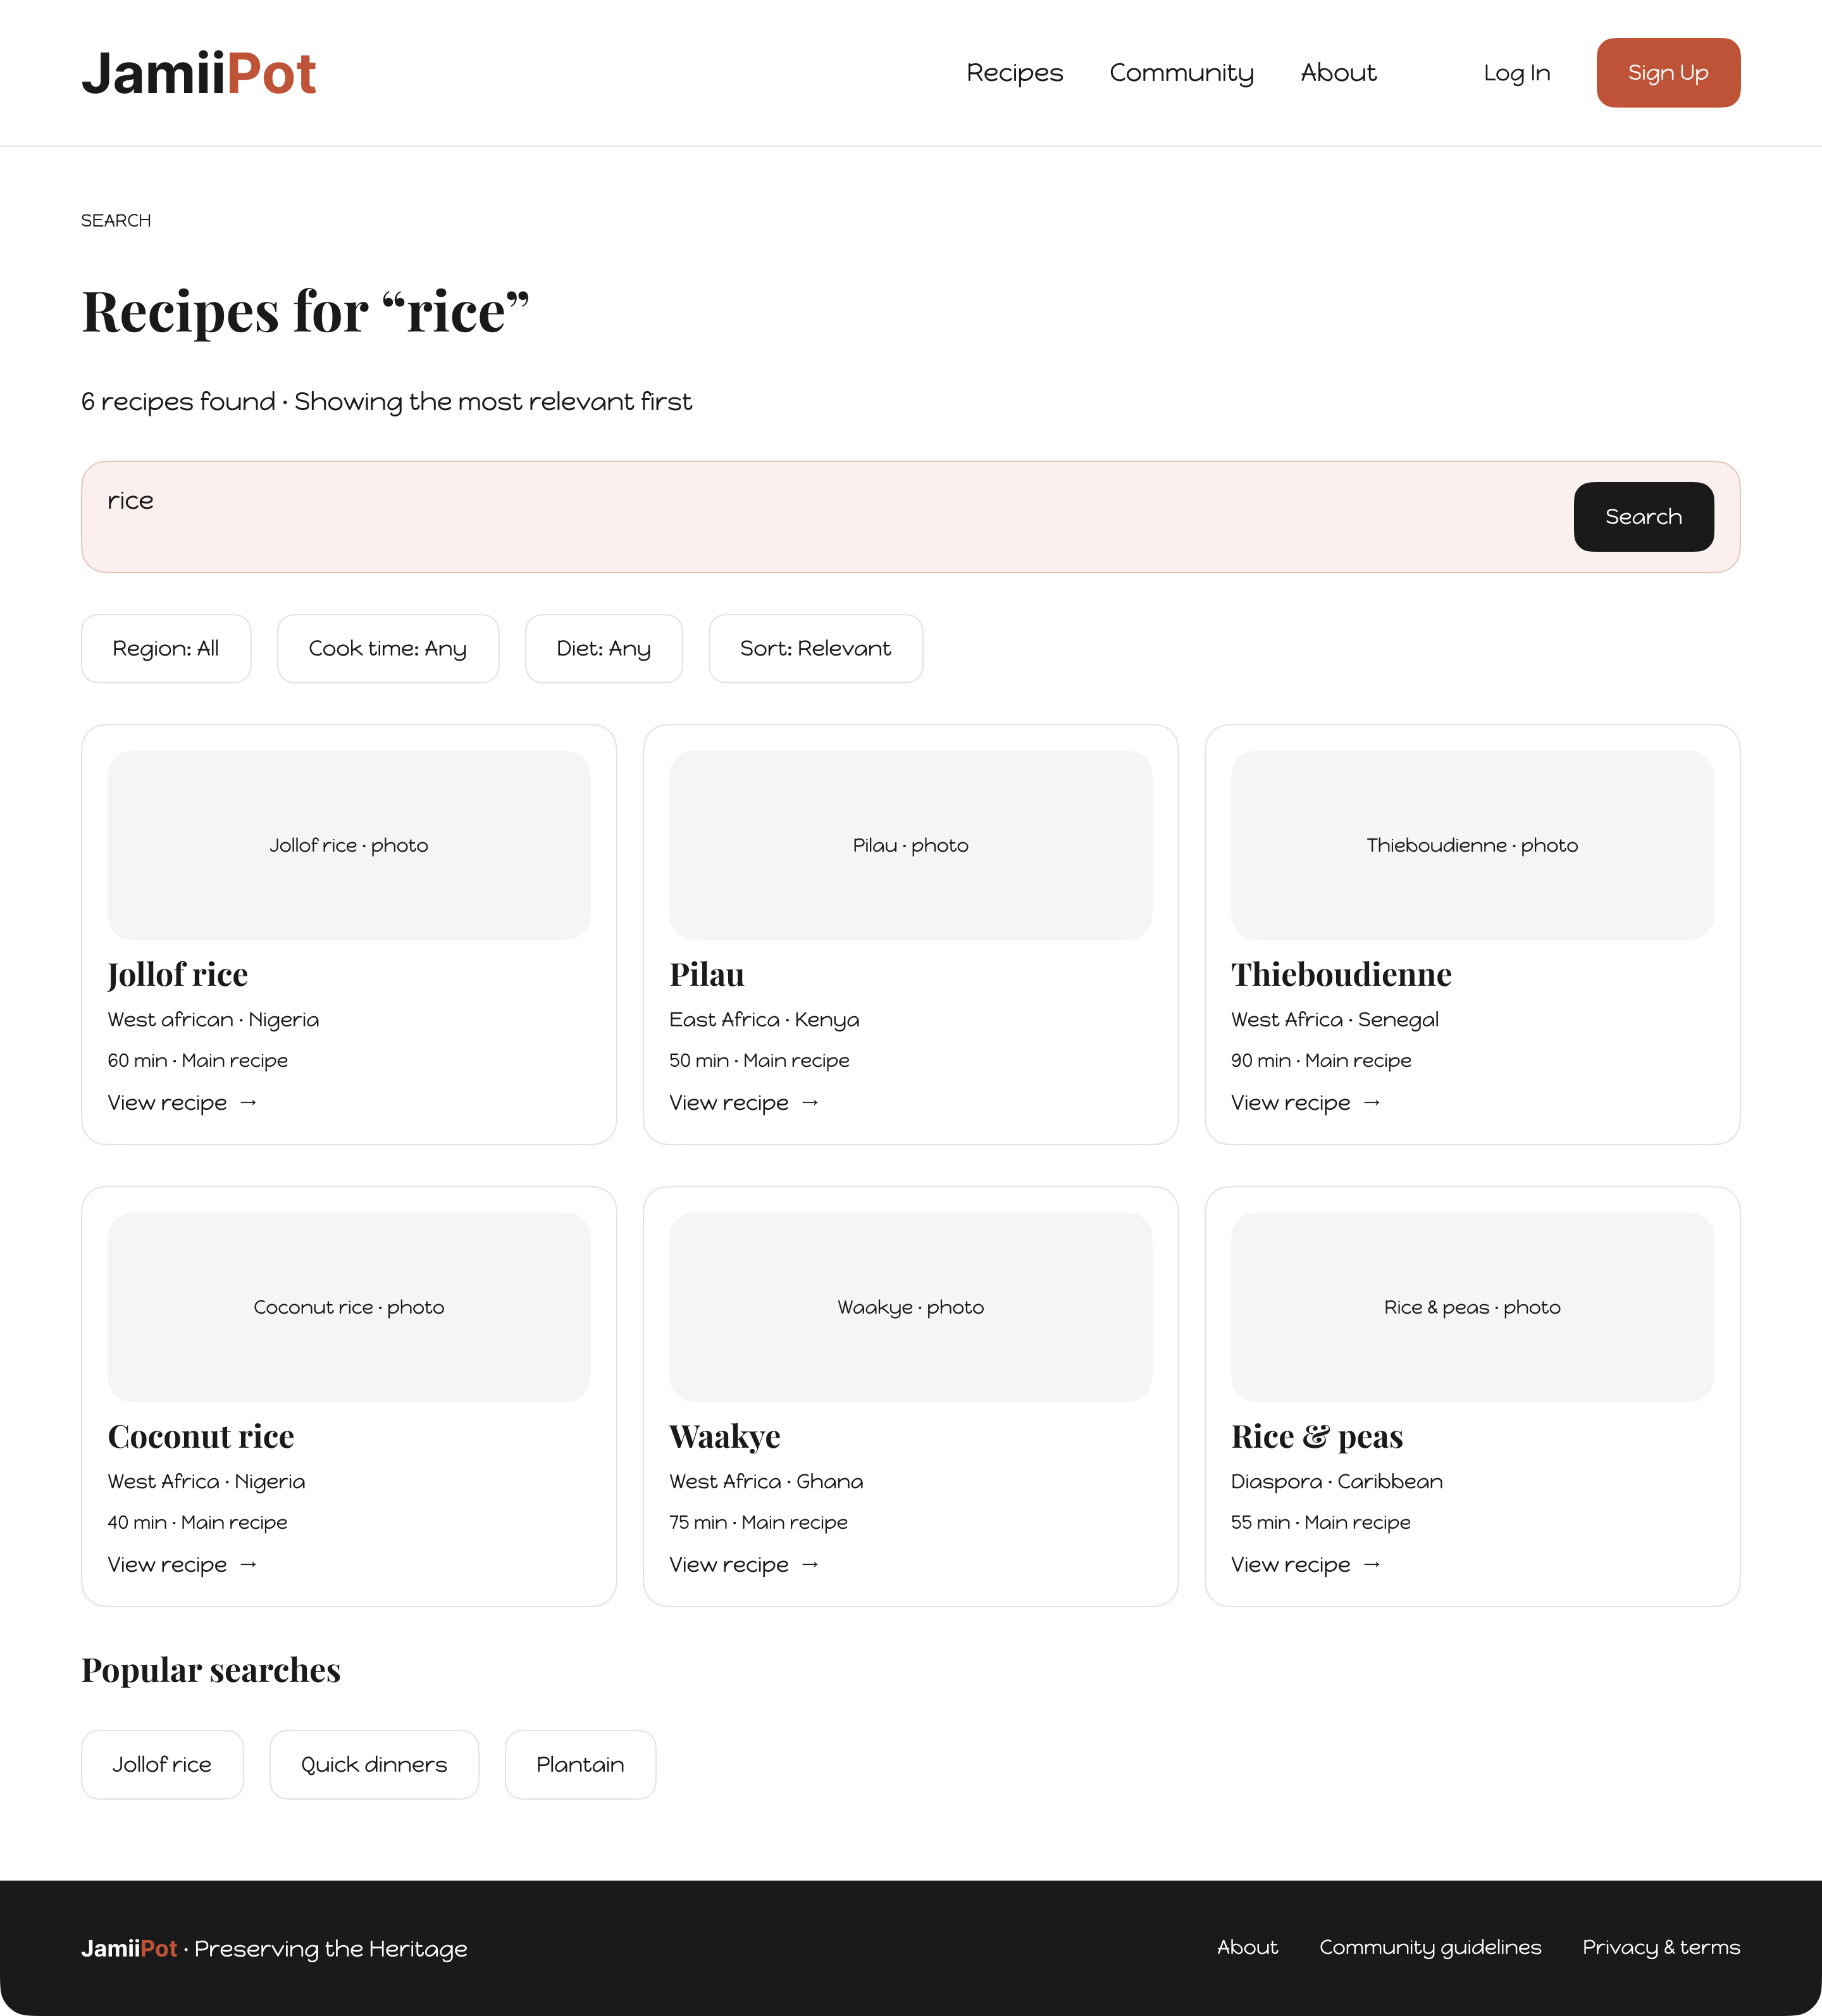 JamiiPot
Recipes Community About Log In Sign Up
SEARCH
Recipes for “rice”
6 recipes found · Showing the most relevant first
rice
Search
Region: All Cook time: Any Diet: Any Sort: Relevant
Jollof rice · photo
Jollof rice
West african · Nigeria
60 min · Main recipe
View recipe →
Pilau · photo
Pilau
East Africa · Kenya
50 min · Main recipe
View recipe →
Thieboudienne · photo
Thieboudienne
West Africa · Senegal
90 min · Main recipe
View recipe →
Coconut rice · photo
Coconut rice
West Africa · Nigeria
40 min · Main recipe
View recipe →
Waakye · photo
Waakye
West Africa · Ghana
75 min · Main recipe
View recipe →
Rice & peas · photo
Rice & peas
Diaspora · Caribbean
55 min · Main recipe
View recipe →
Popular searches
Jollof rice Quick dinners Plantain
JamiiPot · Preserving the Heritage
About Community guidelines Privacy & terms